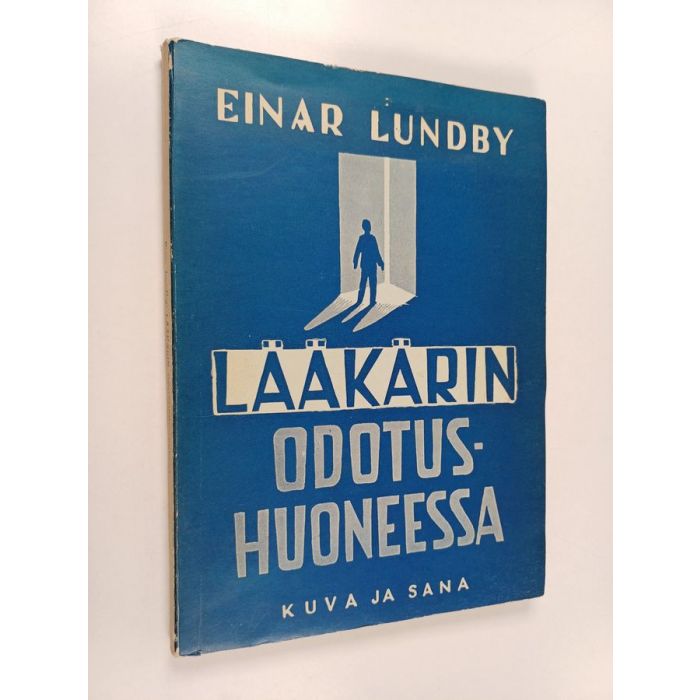 EINAR LUNDBY
LÄÄKÄRIN
ODOTUS-
HUONEESSA
KUVA JA SANA